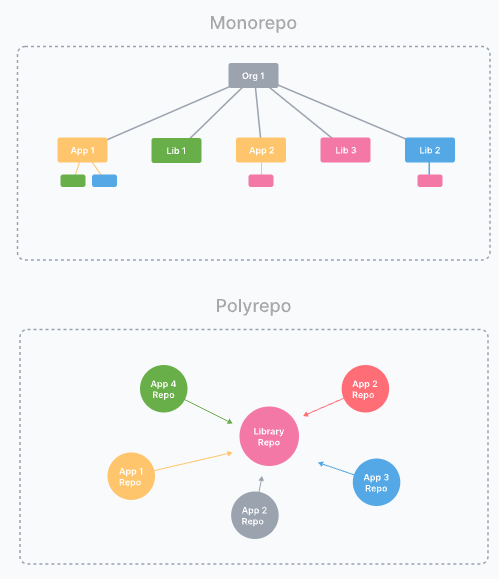 Monorepo
Org 1
App 1
Lib 1
App 2
Lib 3
Lib 2
Polyrepo
App 4
Repo
App 2
Repo
Library
Repo
App 1
Repo
App 3
Repo
App 2
Repo